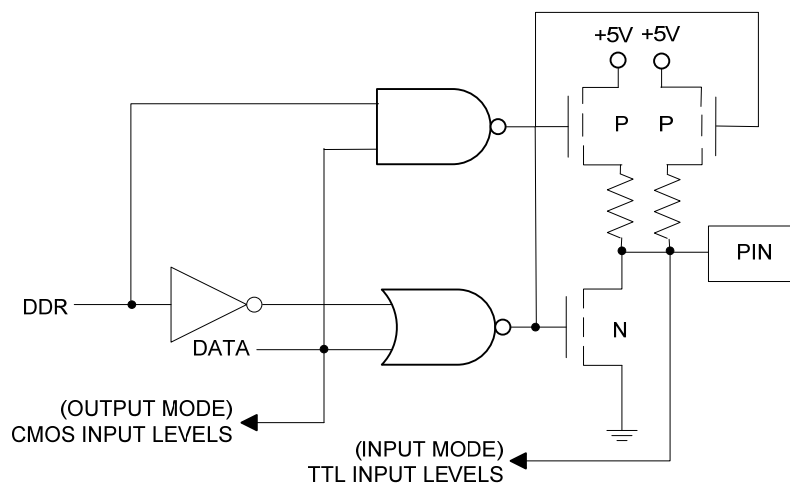 +5V +5V
P P
PIN
DDR
N
DATA
(OUTPUT MODE)
CMOS INPUT LEVELS
(INPUT MODE)
TTL INPUT LEVELS